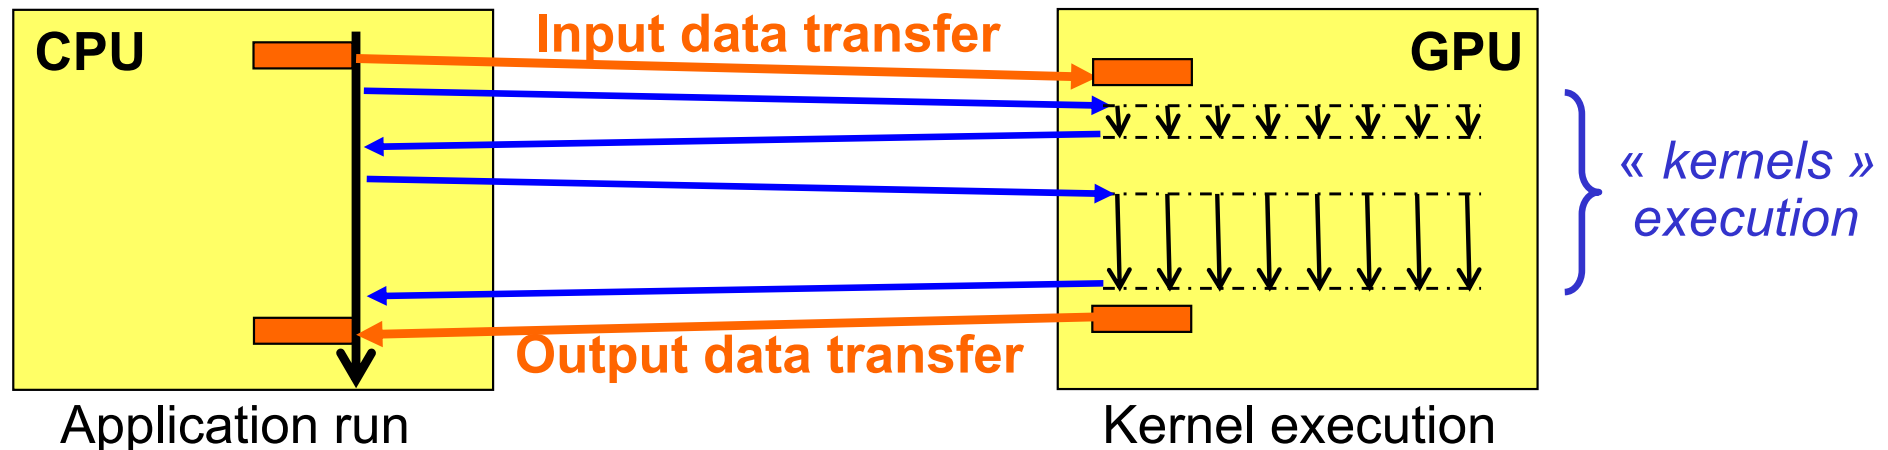 CPU
Input data transfer
GPU
« kernels »
execution
Output data transfer
Application run
Kernel execution